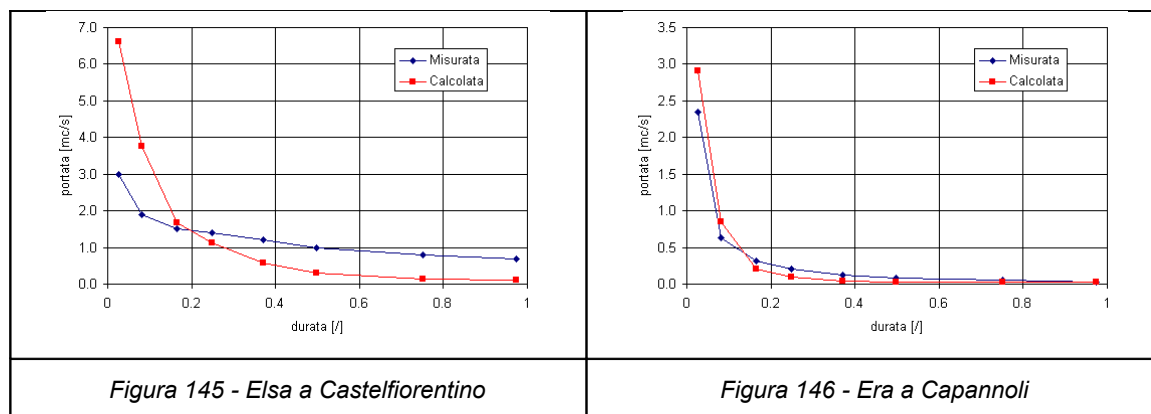 7.0
6.0
5.0
4.0
3.0
2.0
1.0
0.0
portata [mc/s]
Misurata
Calcolata
0 0.2 0.4 0.6 0.8 1
durata [/]
3.5
3.0
2.5
2.0
1.5
1.0
0.5
0.0
portata [mc/s]
Misurata
Calcolata
0 0.2 0.4 0.6 0.8 1
durata [/]
Figura 145 - Elsa a Castelfiorentino
Figura 146 - Era a Capannoli